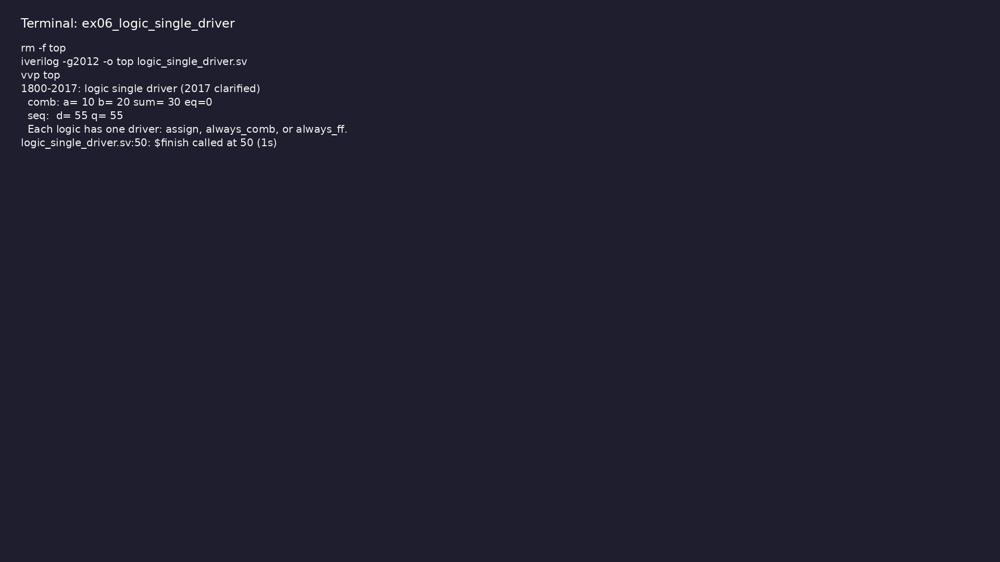 Terminal: ex06_logic_single_driver
rm -f top
iverilog -g2012 -o top logic_single_driver.sv
vvp top
1800-2017: logic single driver (2017 clarified)
  comb: a= 10 b= 20 sum= 30 eq=0
  seq:  d= 55 q= 55
  Each logic has one driver: assign, always_comb, or always_ff.
logic_single_driver.sv:50: $finish called at 50 (1s)